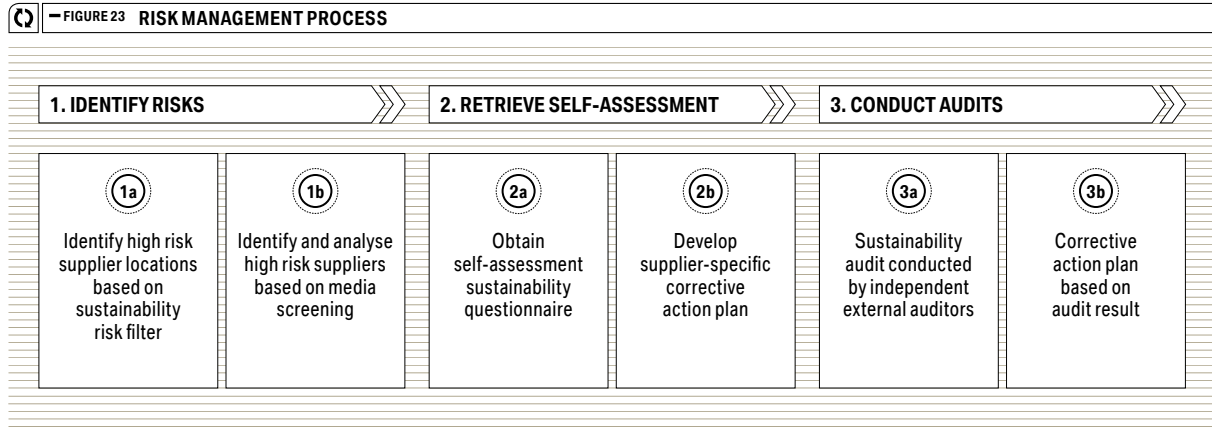 FIGURE 23 RISK MANAGEMENT PROCESS
1. IDENTIFY RISKS
2. RETRIEVE SELF-ASSESSMENT
3. CONDUCT AUDITS
1a
Identify high risk
supplier locations
based on
sustainability
risk filter
1b
Identify and analyse
high risk suppliers
based on media
screening
2a
Obtain
self-assessment
sustainability
questionnaire
2b
Develop
supplier-specific
corrective
action plan
3a
Sustainability
audit conducted
by independent
external auditors
3b
Corrective
action plan
based on
audit result